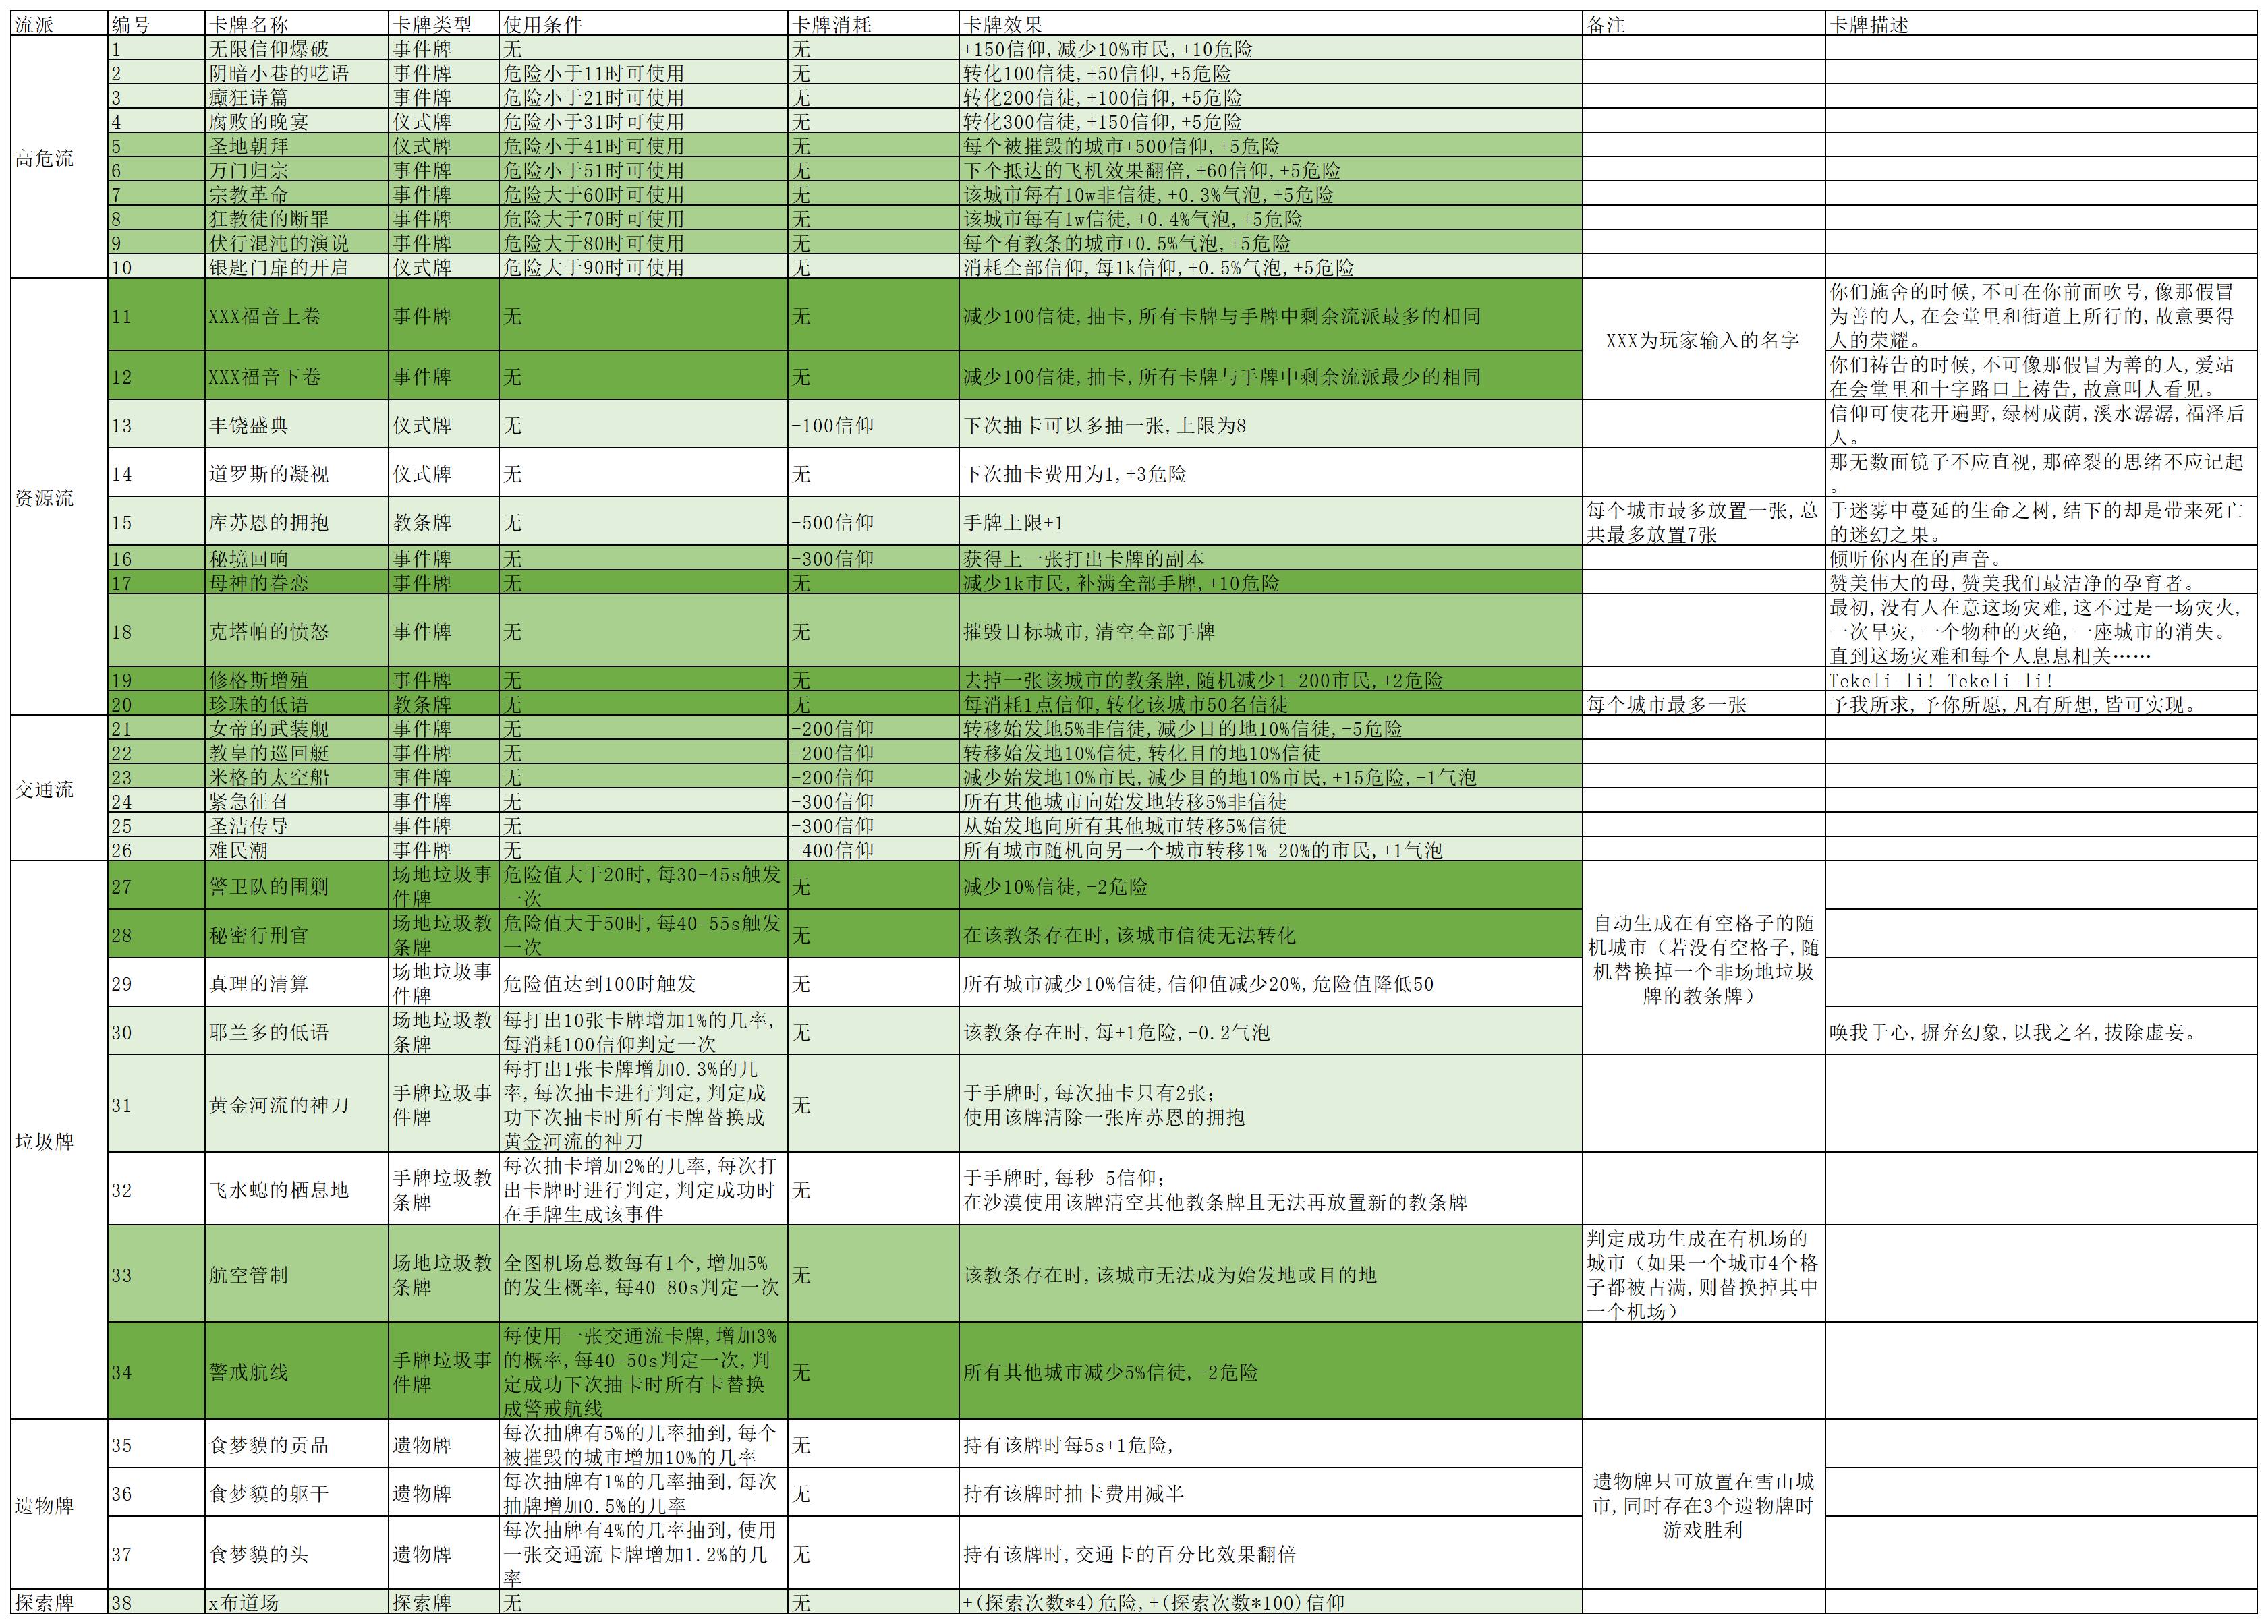 流派 编号 卡牌名称 卡牌类型 使用条件 卡牌消耗 卡牌效果 备注 卡牌描述
高危流
1 无限信仰爆破 事件牌 无 无 +150信仰,减少10%市民,+10危险
2 阴暗小巷的呓语 事件牌 危险小于11时可使用 无 转化100信徒,+50信仰,+5危险
3 癫狂诗篇 事件牌 危险小于21时可使用 无 转化200信徒,+100信仰,+5危险
4 腐败的晚宴 仪式牌 危险小于31时可使用 无 转化300信徒,+150信仰,+5危险
5 圣地朝拜 仪式牌 危险小于41时可使用 无 每个被摧毁的城市+500信仰,+5危险
6 万门归宗 事件牌 危险小于51时可使用 无 下个抵达的飞机效果翻倍,+60信仰,+5危险
7 宗教革命 事件牌 危险大于60时可使用 无 该城市每有10w非信徒,+0.3%气泡,+5危险
8 狂教徒的断罪 事件牌 危险大于70时可使用 无 该城市每有1w信徒,+0.4%气泡,+5危险
9 伏行混沌的演说 事件牌 危险大于80时可使用 无 每个有教条的城市+0.5%气泡,+5危险
10 银匙门扉的开启 仪式牌 危险大于90时可使用 无 消耗全部信仰,每1k信仰,+0.5%气泡,+5危险
资源流
11 XXX福音上卷 事件牌 无 无 减少100信徒,抽卡,所有卡牌与手牌中剩余流派最多的相同
XXX为玩家输入的名字
你们施舍的时候,不可在你前面吹号,像那假冒
为善的人,在会堂里和街道上所行的,故意要得
人的荣耀。
12 XXX福音下卷 事件牌 无 无 减少100信徒,抽卡,所有卡牌与手牌中剩余流派最少的相同
你们祷告的时候,不可像那假冒为善的人,爱站
在会堂里和十字路口上祷告,故意叫人看见。
13 丰饶盛典 仪式牌 无 -100信仰 下次抽卡可以多抽一张,上限为8
信仰可使花开遍野,绿树成荫,溪水潺潺,福泽后
人。
14 道罗斯的凝视 仪式牌 无 无 下次抽卡费用为1,+3危险
那无数面镜子不应直视,那碎裂的思绪不应记起
。
15 库苏恩的拥抱 教条牌 无 -500信仰 手牌上限+1
每个城市最多放置一张,总
共最多放置7张
于迷雾中蔓延的生命之树,结下的却是带来死亡
的迷幻之果。
16 秘境回响 事件牌 无 -300信仰 获得上一张打出卡牌的副本 倾听你内在的声音。
17 母神的眷恋 事件牌 无 无 减少1k市民,补满全部手牌,+10危险 赞美伟大的母,赞美我们最洁净的孕育者。
18 克塔帕的愤怒 事件牌 无 无 摧毁目标城市,清空全部手牌
最初,没有人在意这场灾难,这不过是一场灾火,
一次旱灾,一个物种的灭绝,一座城市的消失。
直到这场灾难和每个人息息相关……
19 修格斯增殖 事件牌 无 无 去掉一张该城市的教条牌,随机减少1-200市民,+2危险 Tekeli-li! Tekeli-li!
20 珍珠的低语 教条牌 无 无 每消耗1点信仰,转化该城市50名信徒 每个城市最多一张 予我所求,予你所愿,凡有所想,皆可实现。
交通流
21 女帝的武装舰 事件牌 无 -200信仰 转移始发地5%非信徒,减少目的地10%信徒,-5危险
22 教皇的巡回艇 事件牌 无 -200信仰 转移始发地10%信徒,转化目的地10%信徒
23 米格的太空船 事件牌 无 -200信仰 减少始发地10%市民,减少目的地10%市民,+15危险,-1气泡
24 紧急征召 事件牌 无 -300信仰 所有其他城市向始发地转移5%非信徒
25 圣洁传导 事件牌 无 -300信仰 从始发地向所有其他城市转移5%信徒
26 难民潮 事件牌 无 -400信仰 所有城市随机向另一个城市转移1%-20%的市民,+1气泡
垃圾牌
27 警卫队的围剿
场地垃圾事
件牌
危险值大于20时,每30-45s触发
一次
无 减少10%信徒,-2危险
自动生成在有空格子的随
机城市（若没有空格子,随
机替换掉一个非场地垃圾
牌的教条牌）
28 秘密行刑官
场地垃圾教
条牌
危险值大于50时,每40-55s触发
一次
无 在该教条存在时,该城市信徒无法转化
29 真理的清算
场地垃圾事
件牌
危险值达到100时触发 无 所有城市减少10%信徒,信仰值减少20%,危险值降低50
30 耶兰多的低语
场地垃圾教
条牌
每打出10张卡牌增加1%的几率,
每消耗100信仰判定一次
无 该教条存在时,每+1危险,-0.2气泡 唤我于心,摒弃幻象,以我之名,拔除虚妄。
31 黄金河流的神刀
手牌垃圾事
件牌
每打出1张卡牌增加0.3%的几
率,每次抽卡进行判定,判定成
功下次抽卡时所有卡牌替换成
黄金河流的神刀
无
于手牌时,每次抽卡只有2张；
使用该牌清除一张库苏恩的拥抱
32 飞水螅的栖息地
手牌垃圾教
条牌
每次抽卡增加2%的几率,每次打
出卡牌时进行判定,判定成功时
在手牌生成该事件
无
于手牌时,每秒-5信仰；
在沙漠使用该牌清空其他教条牌且无法再放置新的教条牌
33 航空管制
场地垃圾教
条牌
全图机场总数每有1个,增加5%
的发生概率,每40-80s判定一次
无 该教条存在时,该城市无法成为始发地或目的地
判定成功生成在有机场的
城市（如果一个城市4个格
子都被占满,则替换掉其中
一个机场）
34 警戒航线
手牌垃圾事
件牌
每使用一张交通流卡牌,增加3%
的概率,每40-50s判定一次,判
定成功下次抽卡时所有卡替换
成警戒航线
无 所有其他城市减少5%信徒,-2危险
遗物牌
35 食梦貘的贡品 遗物牌
每次抽牌有5%的几率抽到,每个
被摧毁的城市增加10%的几率
无 持有该牌时每5s+1危险,
遗物牌只可放置在雪山城
市,同时存在3个遗物牌时
游戏胜利
36 食梦貘的躯干 遗物牌
每次抽牌有1%的几率抽到,每次
抽牌增加0.5%的几率
无 持有该牌时抽卡费用减半
37 食梦貘的头 遗物牌
每次抽牌有4%的几率抽到,使用
一张交通流卡牌增加1.2%的几
率
无 持有该牌时,交通卡的百分比效果翻倍
探索牌 38 x布道场 探索牌 无 无 +(探索次数*4)危险,+(探索次数*100)信仰